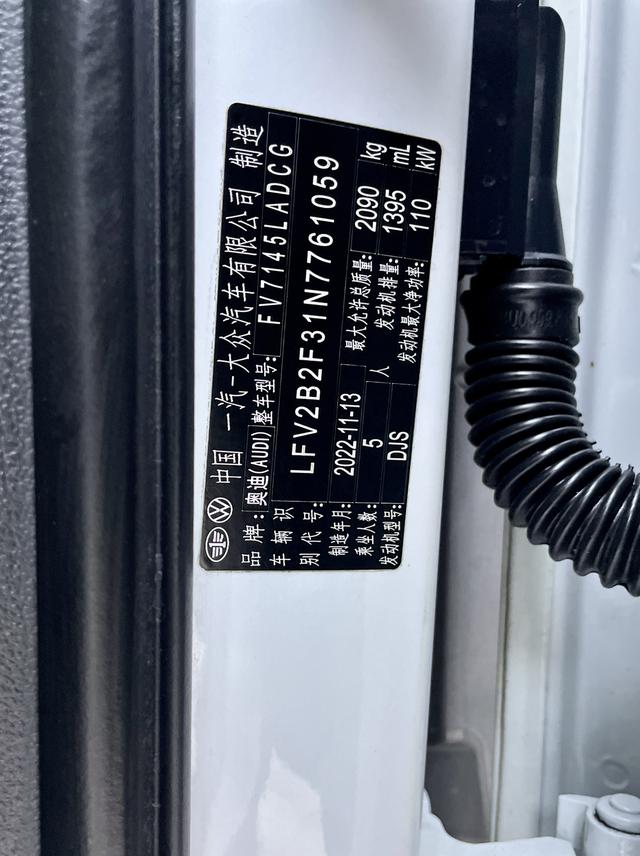 中国 一汽-大众汽车有限公司 制造
品牌: 奥迪(AUDI) 整车型号: FV7145LADCG
车辆识别代号: LFV2B2F31N7761059
制造年月: 2022-11-13 最大允许总质量: 2090 kg
乘坐人数: 5 人 发动机排量: 1395 mL
发动机型号: DJS 发动机最大净功率: 110 kW